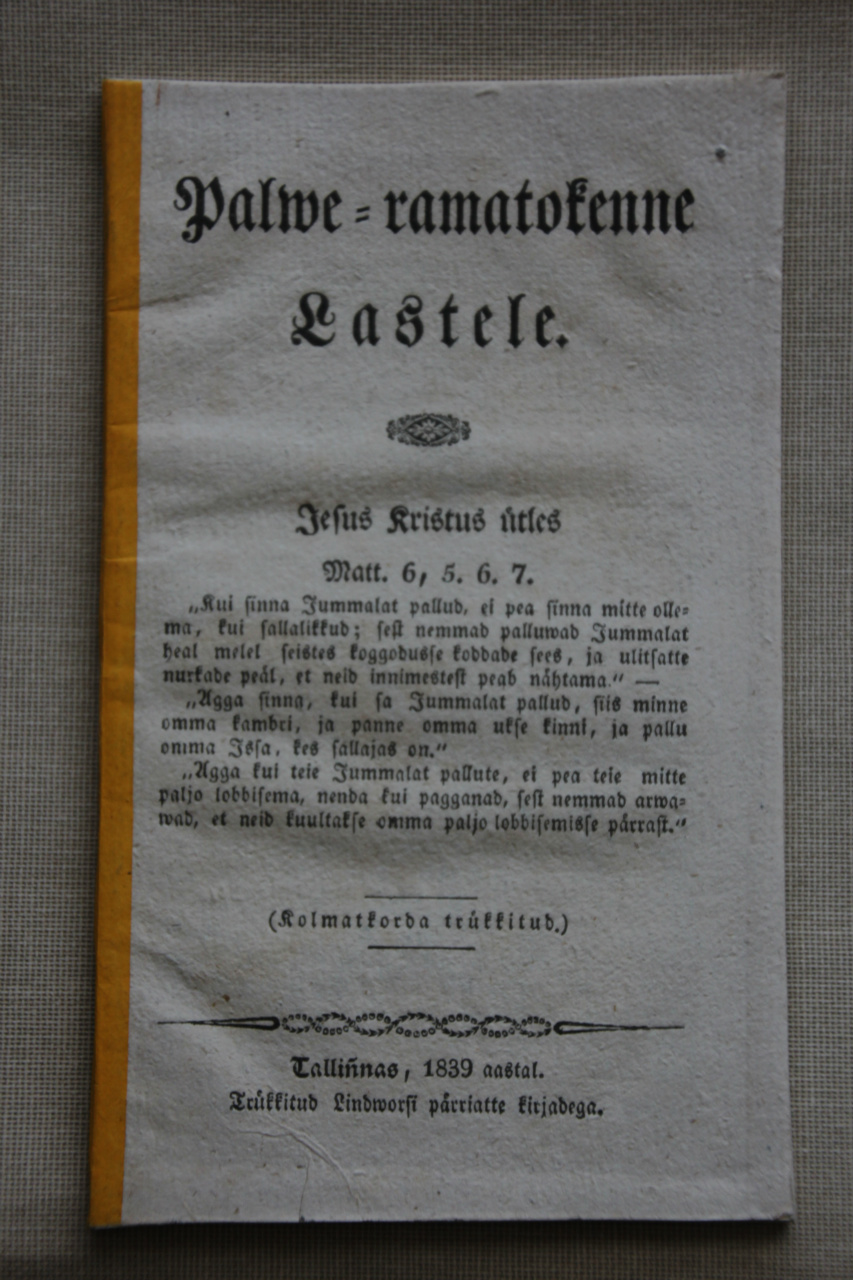 Palwe-ramatokenne
Lastele.
Jesus Kristus ütles
Matt. 6, 5. 6. 7.
„Kui sinna Jummalat pallud, ei pea sinna mitte olle-
ma, kui sallalikkud; sest nemmad palluwad Jummalat
heal melel seistes koggodusse koddade sees, ja ulitsatte
nurkade peäl, et neid innimestest peab nähtama.“ —
„Agga sinna, kui sa Jummalat pallud, siis minne
omma kambri, ja panne omma ukse kinni, ja pallu
omma Issa, kes sallajas on.“
„Agga kui teie Jummalat pallute, ei pea teie mitte
paljo lobbisema, nenda kui pagganad, sest nemmad arwa-
wad, et neid kuultakse omma paljo lobbisemisse pärrast.“
(Kolmatkorda trükkitud.)
Talliñnas, 1839 aastal.
Trükkitud Lindworsi pärriatte kirjadega.